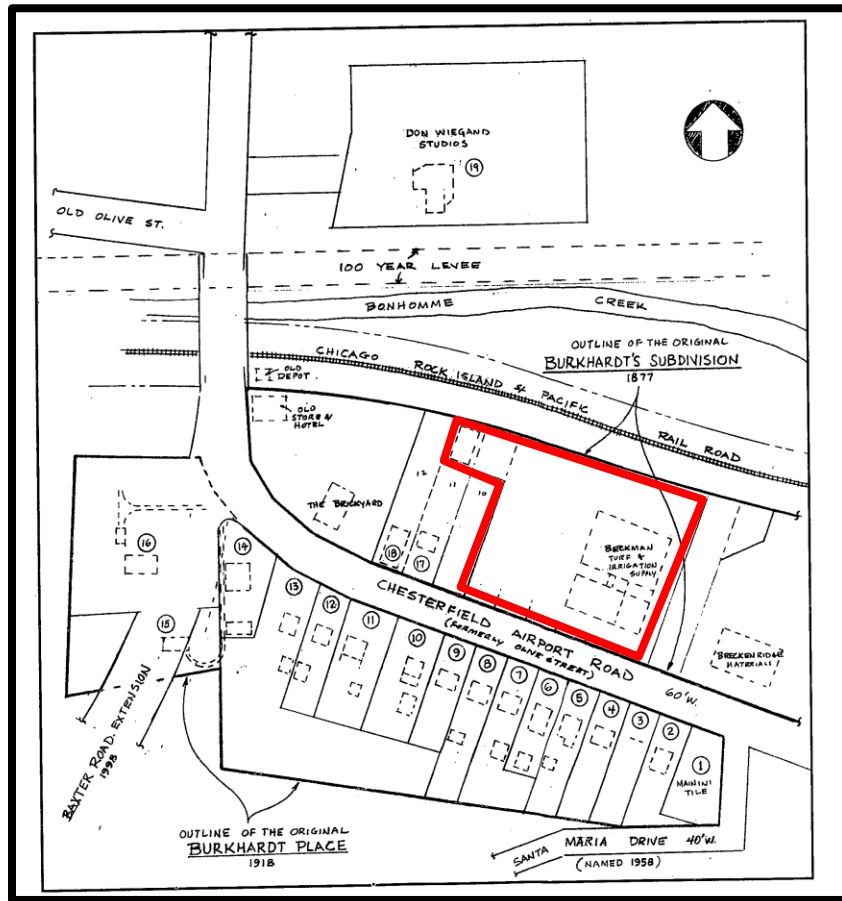 DON WIEGAND
STUDIOS
19
OLD OLIVE ST.
100 YEAR LEVEE
BONHOMME CREEK
OUTLINE OF THE ORIGINAL
BURKHARDT'S SUBDIVISION
1877
CHICAGO ROCK ISLAND & PACIFIC RAIL ROAD
OLD
DEPOT
OLD
STORE &
HOTEL
12
11
10
THE BRICKYARD
18
17
BEEKMAN
TURF &
IRRIGATION
SUPPLY
BRECKENRIDGE
MATERIALS
CHESTERFIELD AIRPORT ROAD 60'W.
(FORMERLY OLIVE STREET)
16
14
15
13
12
11
10
9
8
7
6
5
4
3
2
1
MAININI
TILE
BAXTER ROAD EXTENSION
1998
OUTLINE OF THE ORIGINAL
BURKHARDT PLACE
1918
SANTA MARIA DRIVE 40'W.
(NAMED 1958)